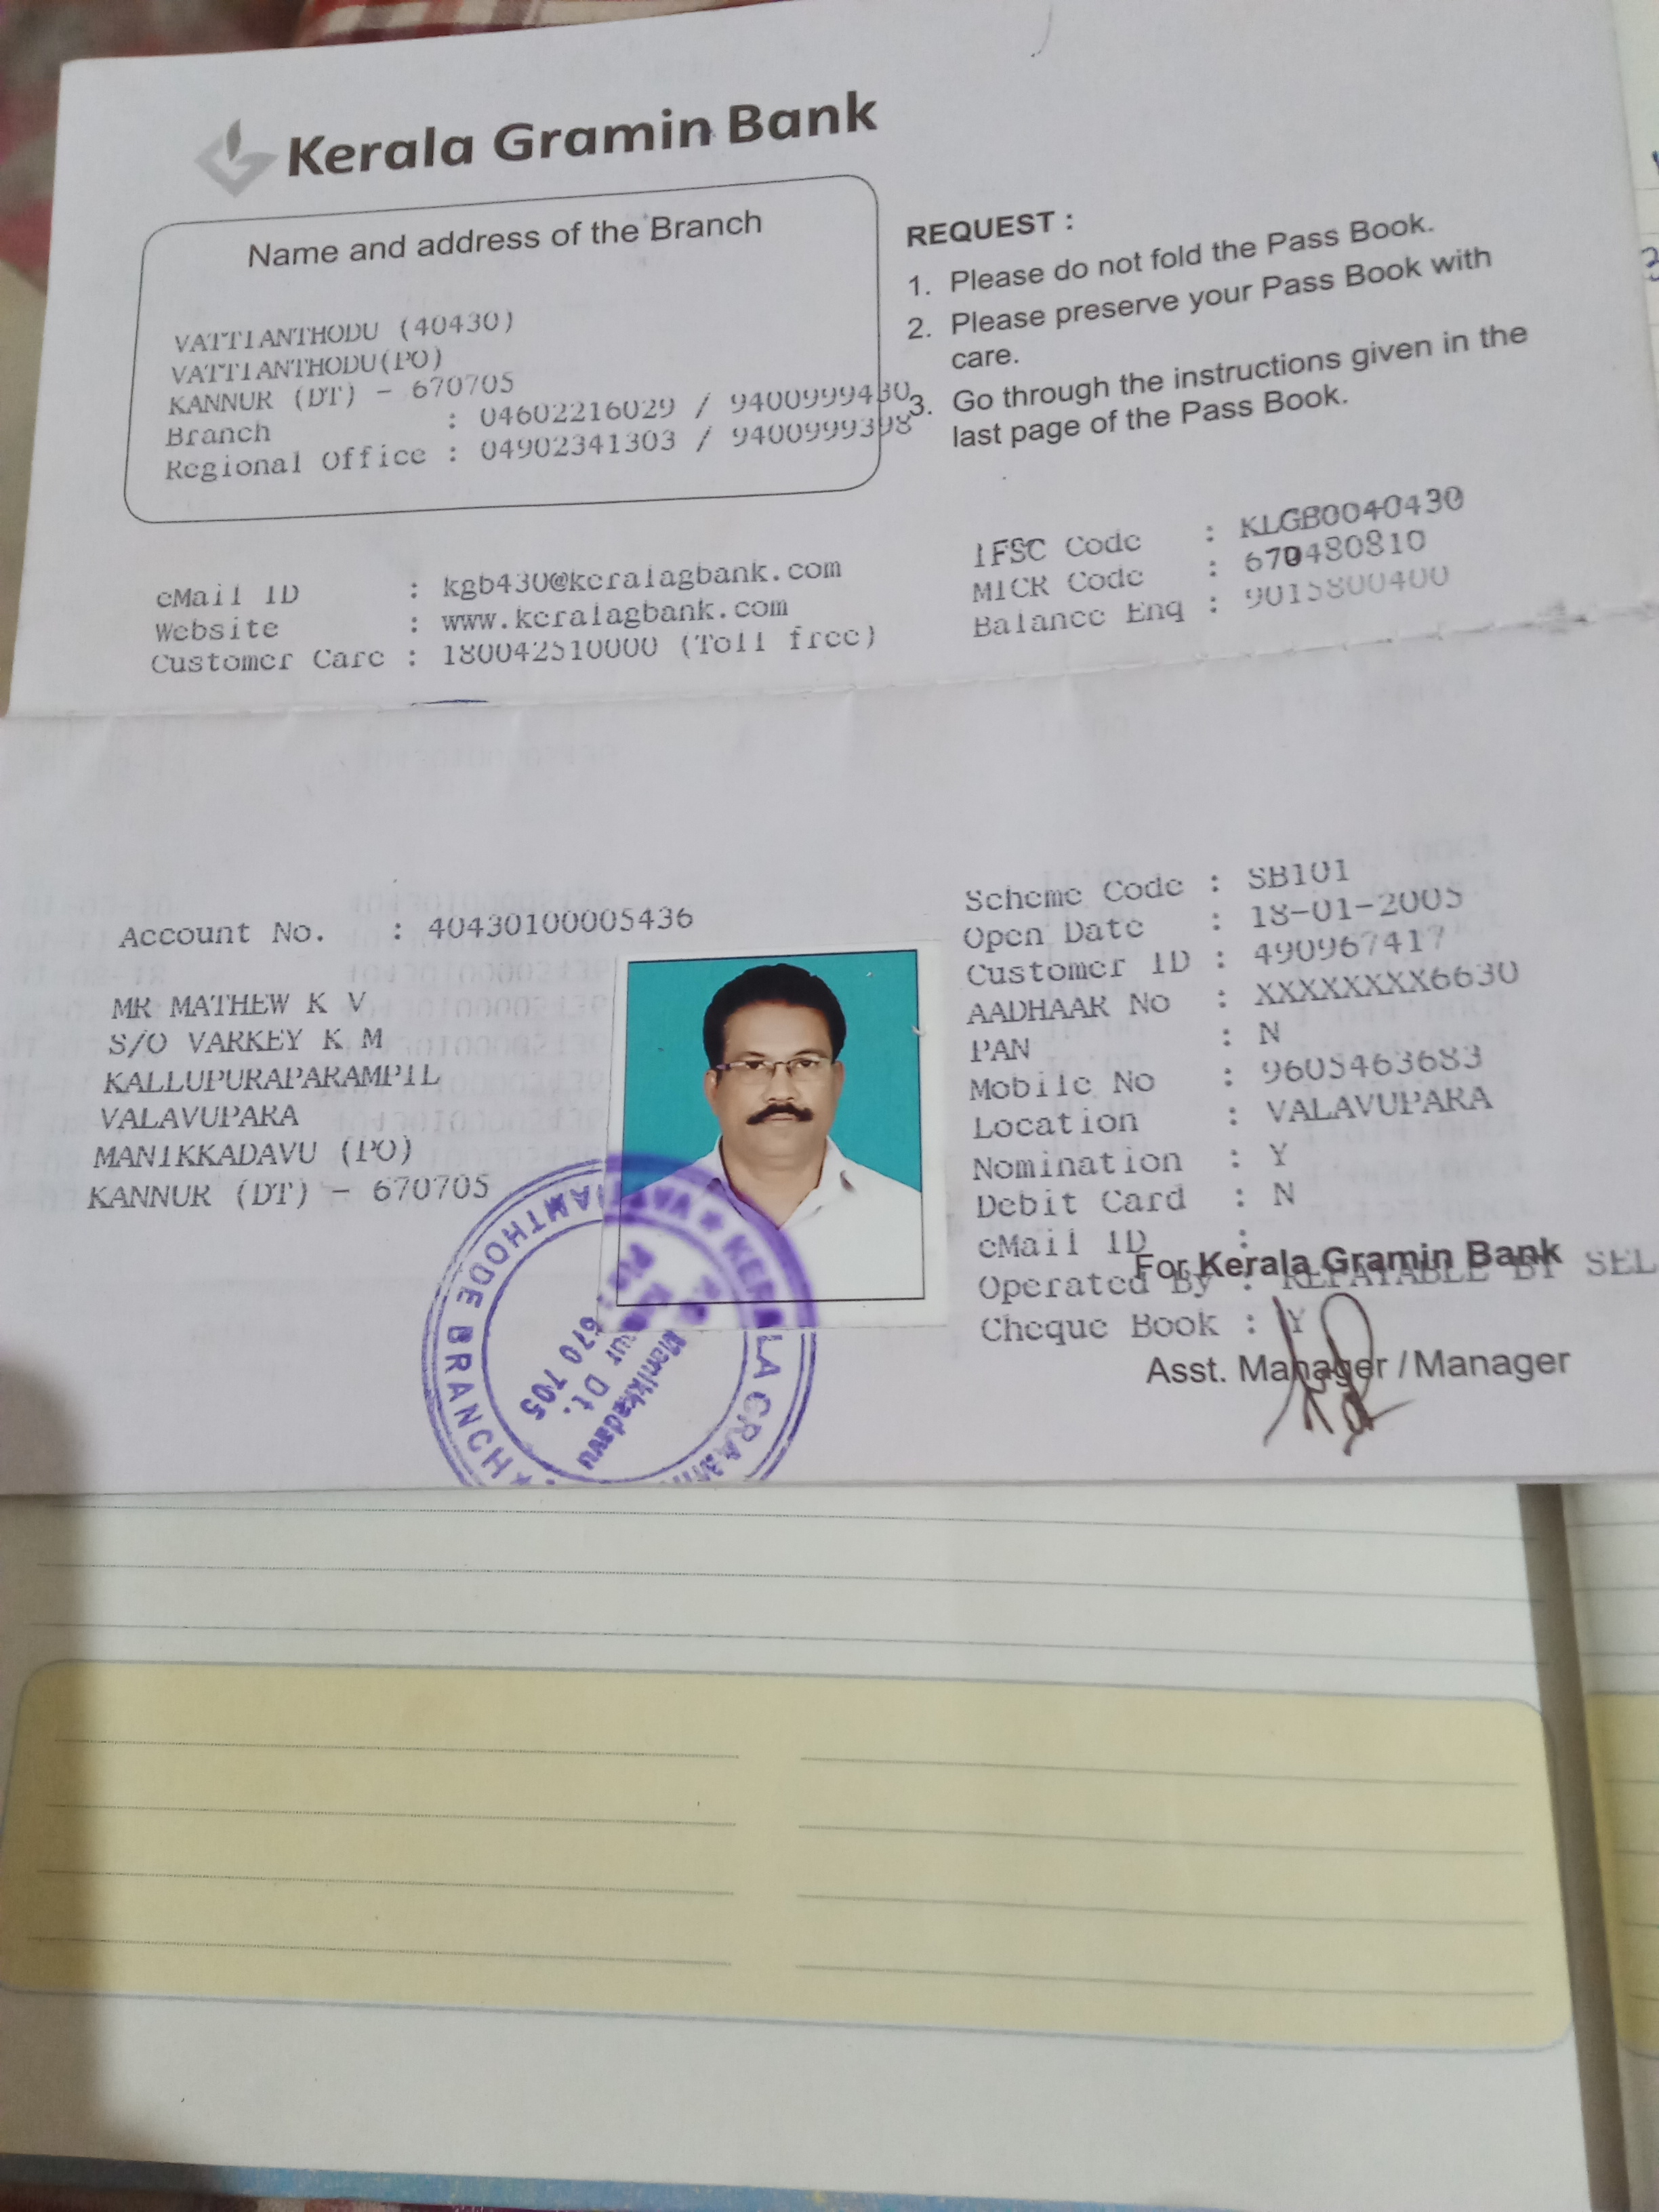 Kerala Gramin Bank
Name and address of the Branch
VATTIANTHODU (40430)
VATTIANTHODU(PO)
KANNUR (DT) - 670705
Branch : 04602216029 / 9400999430
Regional Office : 04902341303 / 9400999398
REQUEST :
1. Please do not fold the Pass Book.
2. Please preserve your Pass Book with
care.
3. Go through the instructions given in the
last page of the Pass Book.
eMail ID : kgb430@keralagbank.com
Website : www.keralagbank.com
Customer Care : 180042510000 (Toll free)
IFSC Code : KLGB0040430
MICR Code : 670480810
Balance Enq : 9015800400
Account No. : 40430100005436
MR MATHEW K V
S/O VARKEY K M
KALLUPURAPARAMPIL
VALAVUPARA
MANIKKADAVU (PO)
KANNUR (DT) - 670705
Scheme Code : SB101
Open Date : 18-01-2005
Customer ID : 490967417
AADHAAR No : XXXXXXXX6630
PAN : N
Mobile No : 9605463683
Location : VALAVUPARA
Nomination : Y
Debit Card : N
eMail ID :
For Kerala Gramin Bank
Operated By : REPAYABLE BY SEL
Cheque Book : Y
Asst. Manager / Manager
BRANCH
Manikkadavu
Dt.
670 705